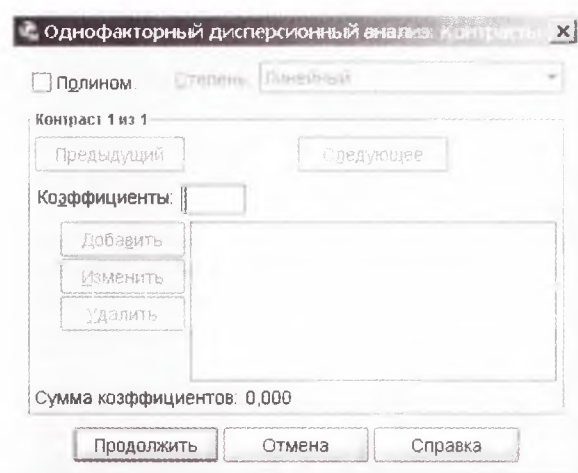 Однофакторный дисперсионный анализ: Контрасты
Полином Степень: Линейный
Контраст 1 из 1
Предыдущий Следующее
Коэффициенты:
Добавить
Изменить
Удалить
Сумма коэффициентов: 0,000
Продолжить Отмена Справка